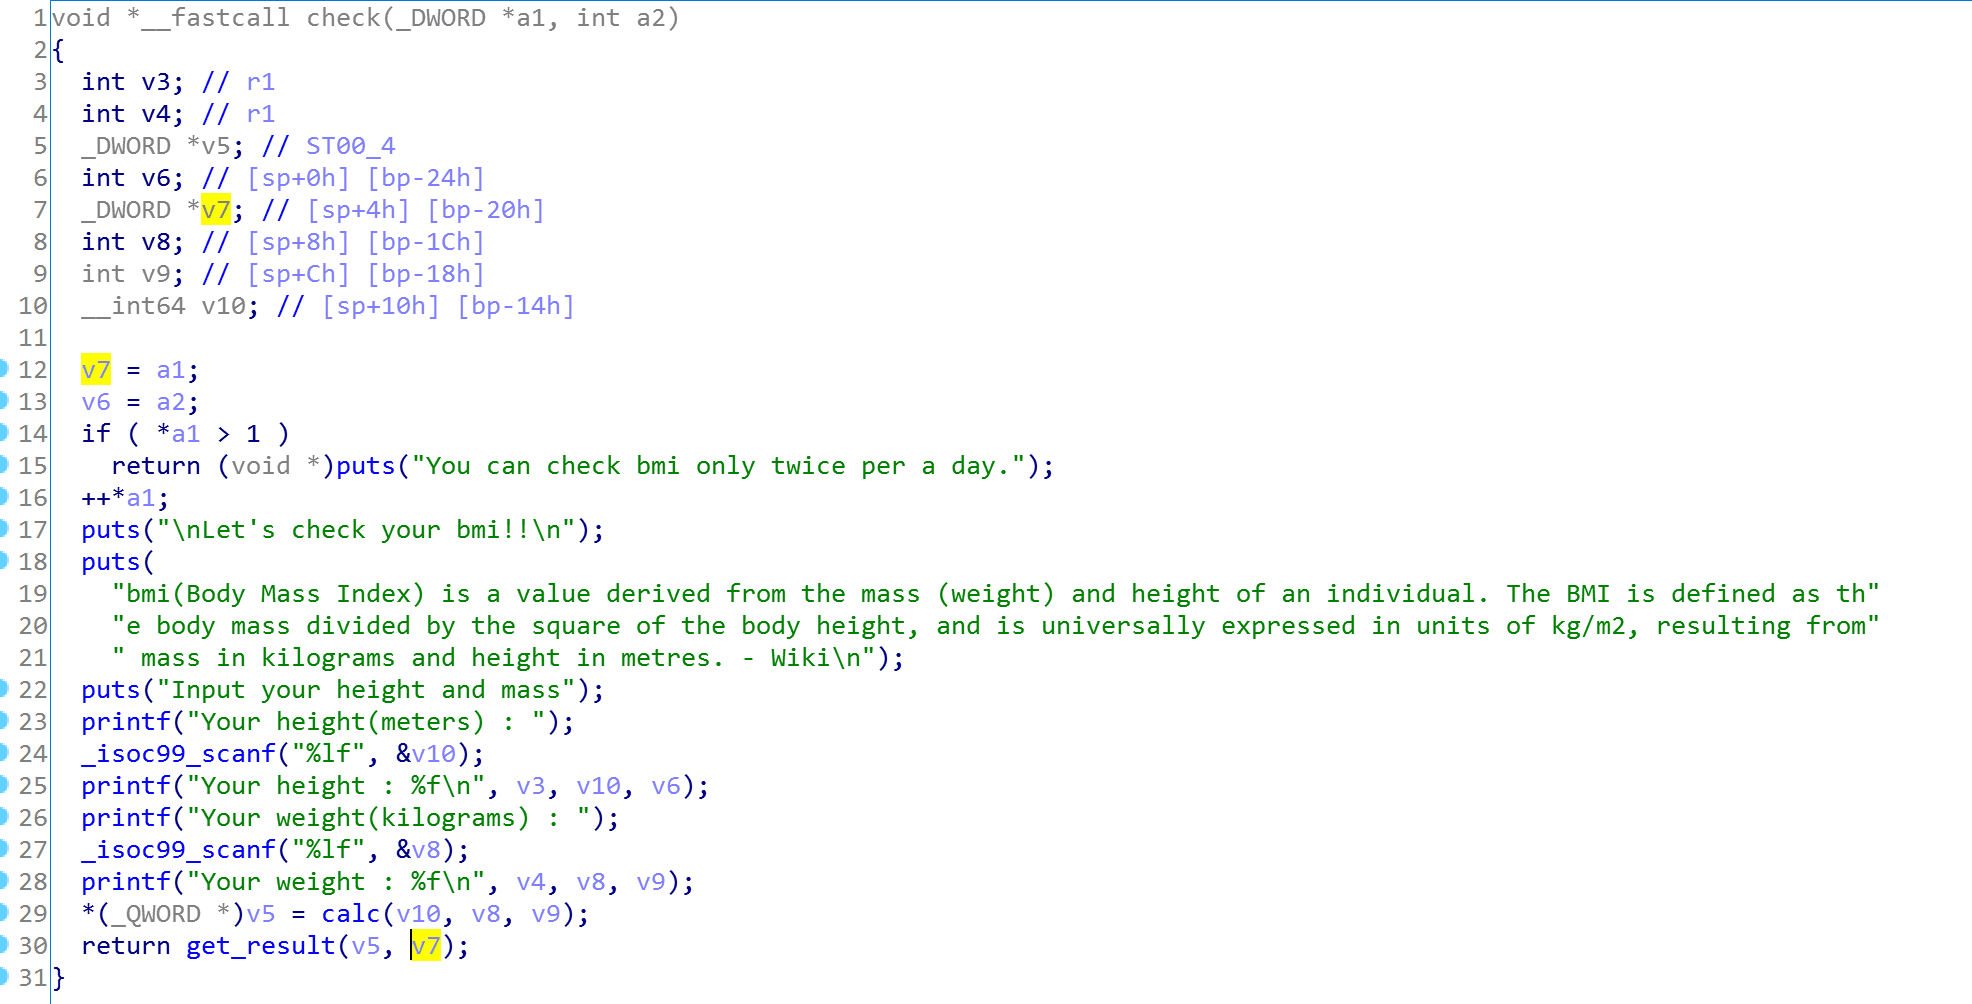 1 void *__fastcall check(_DWORD *a1, int a2)
2 {
3   int v3; // r1
4   int v4; // r1
5   _DWORD *v5; // ST00_4
6   int v6; // [sp+0h] [bp-24h]
7   _DWORD *v7; // [sp+4h] [bp-20h]
8   int v8; // [sp+8h] [bp-1Ch]
9   int v9; // [sp+Ch] [bp-18h]
10   __int64 v10; // [sp+10h] [bp-14h]
11
12   v7 = a1;
13   v6 = a2;
14   if ( *a1 > 1 )
15     return (void *)puts("You can check bmi only twice per a day.");
16   ++*a1;
17   puts("\nLet's check your bmi!!\n");
18   puts(
19     "bmi(Body Mass Index) is a value derived from the mass (weight) and height of an individual. The BMI is defined as th"
20     "e body mass divided by the square of the body height, and is universally expressed in units of kg/m2, resulting from"
21     " mass in kilograms and height in metres. - Wiki\n");
22   puts("Input your height and mass");
23   printf("Your height(meters) : ");
24   _isoc99_scanf("%lf", &v10);
25   printf("Your height : %f\n", v3, v10, v6);
26   printf("Your weight(kilograms) : ");
27   _isoc99_scanf("%lf", &v8);
28   printf("Your weight : %f\n", v4, v8, v9);
29   *(_QWORD *)v5 = calc(v10, v8, v9);
30   return get_result(v5, v7);
31 }